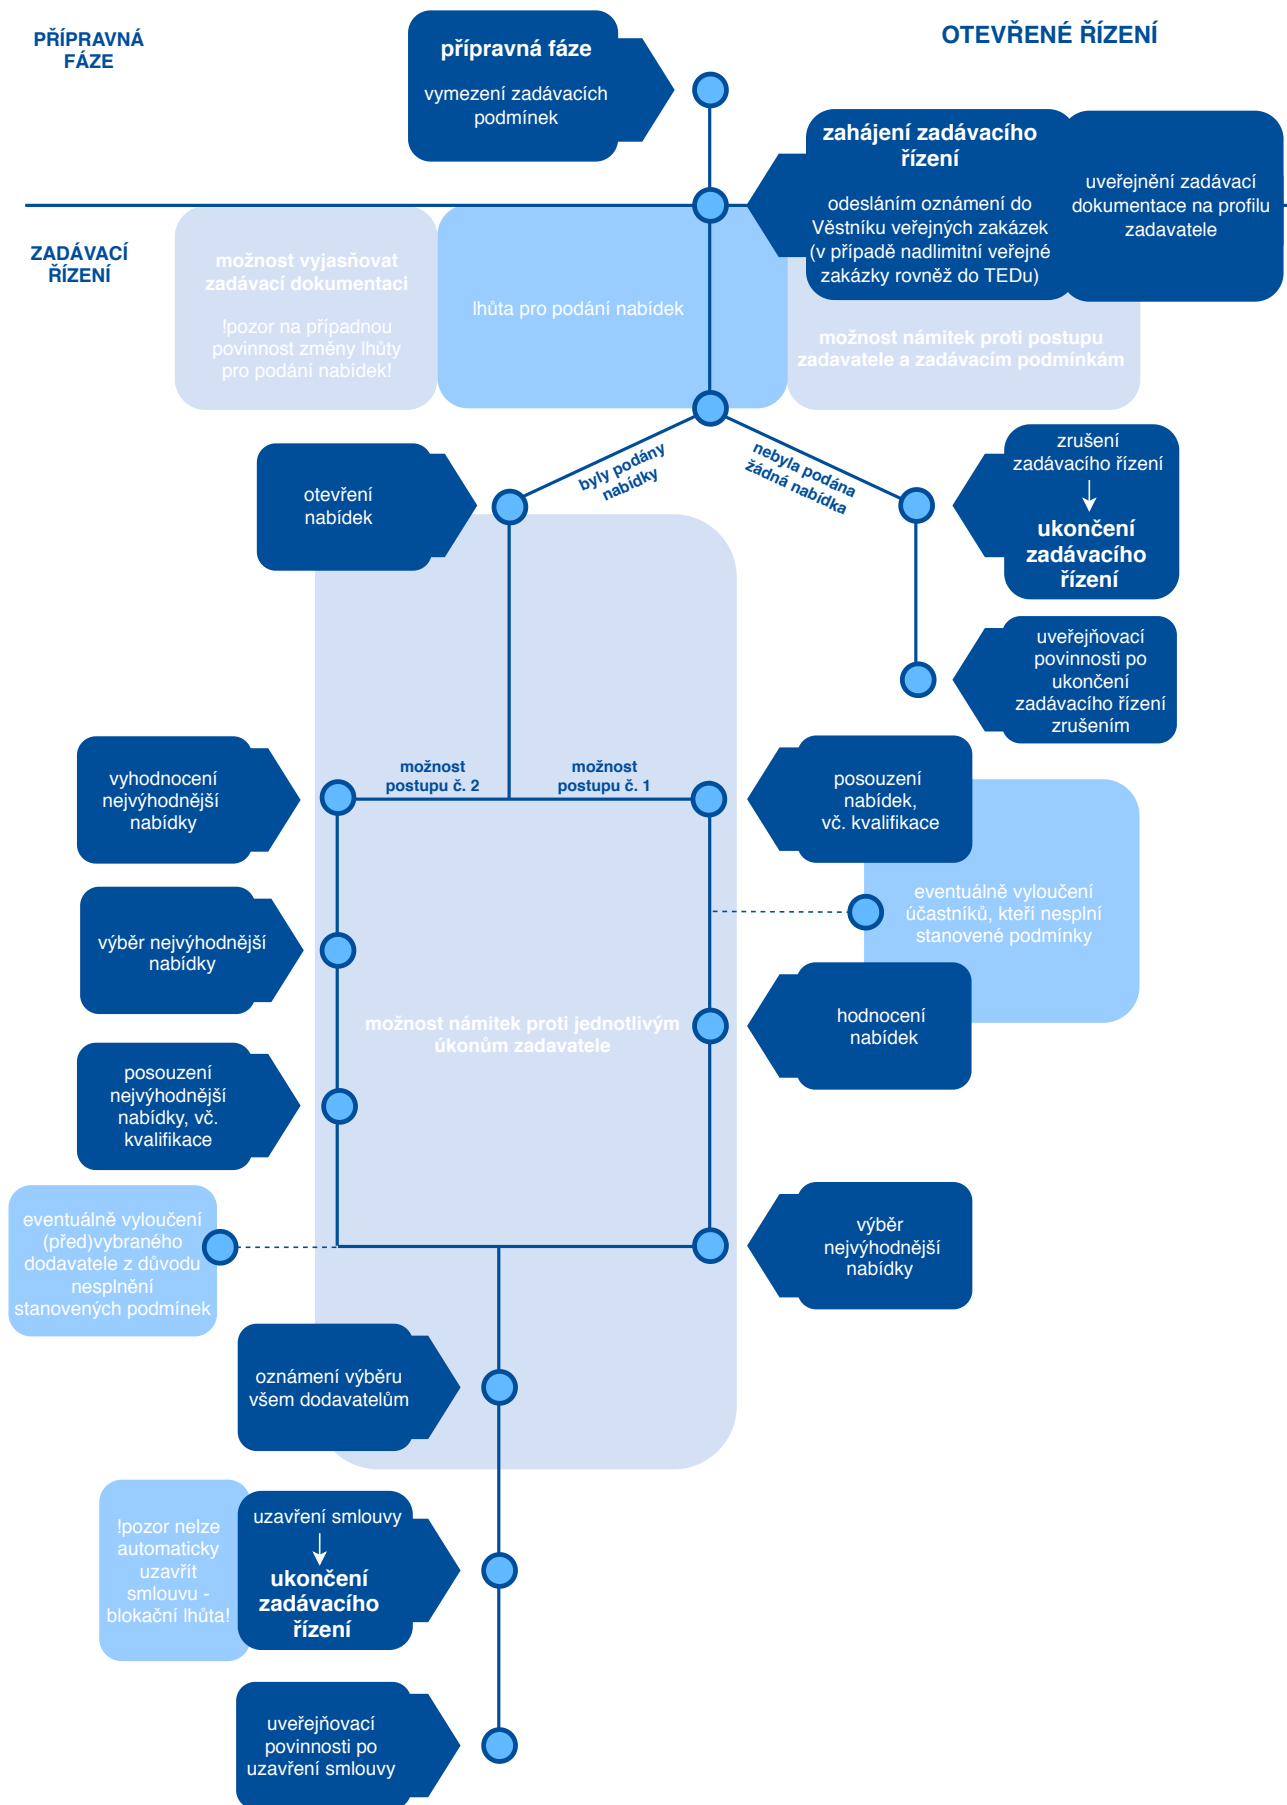 PŘÍPRAVNÁ
FÁZE
OTEVŘENÉ ŘÍZENÍ
přípravná fáze
vymezení zadávacích
podmínek
zahájení zadávacího
řízení
odesláním oznámení do
Věstníku veřejných zakázek
(v případě nadlimitní veřejné
zakázky rovněž do TEDu)
uveřejnění zadávací
dokumentace na profilu
zadavatele
ZADÁVACÍ
ŘÍZENÍ
možnost vyjasňovat
zadávací dokumentaci
!pozor na případnou
povinnost změny lhůty
pro podání nabídek!
lhůta pro podání nabídek
možnost námitek proti postupu
zadavatele a zadávacím podmínkám
byly podány
nabídky
nebyla podána
žádná nabídka
otevření
nabídek
zrušení
zadávacího řízení
ukončení
zadávacího
řízení
uveřejňovací
povinnosti po
ukončení
zadávacího řízení
zrušením
možnost
postupu č. 2
možnost
postupu č. 1
vyhodnocení
nejvýhodnější
nabídky
posouzení
nabídek,
vč. kvalifikace
eventuálně vyloučení
účastníků, kteří nesplní
stanovené podmínky
výběr nejvýhodnější
nabídky
možnost námitek proti jednotlivým
úkonům zadavatele
hodnocení
nabídek
posouzení
nejvýhodnější
nabídky, vč.
kvalifikace
eventuálně vyloučení
(před)vybraného
dodavatele z důvodu
nesplnění
stanovených podmínek
výběr
nejvýhodnější
nabídky
oznámení výběru
všem dodavatelům
!pozor nelze
automaticky
uzavřít
smlouvu -
blokační lhůta!
uzavření smlouvy
ukončení
zadávacího
řízení
uveřejňovací
povinnosti po
uzavření smlouvy